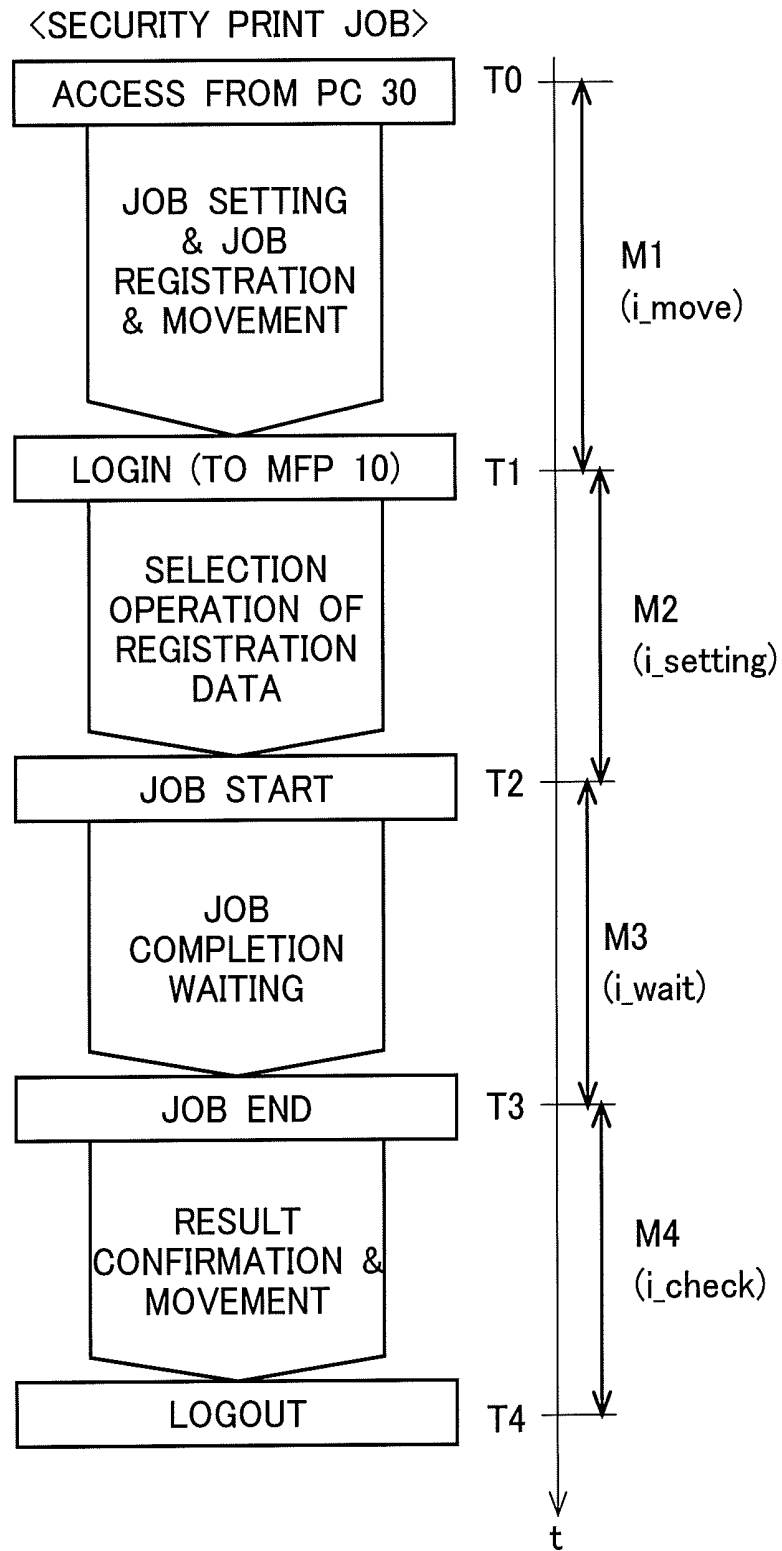 <SECURITY PRINT JOB>
ACCESS FROM PC 30
T0
JOB SETTING
& JOB
REGISTRATION
& MOVEMENT
M1
(i_move)
LOGIN (TO MFP 10)
T1
SELECTION
OPERATION OF
REGISTRATION
DATA
M2
(i_setting)
JOB START
T2
JOB
COMPLETION
WAITING
M3
(i_wait)
JOB END
T3
RESULT
CONFIRMATION &
MOVEMENT
M4
(i_check)
LOGOUT
T4
t